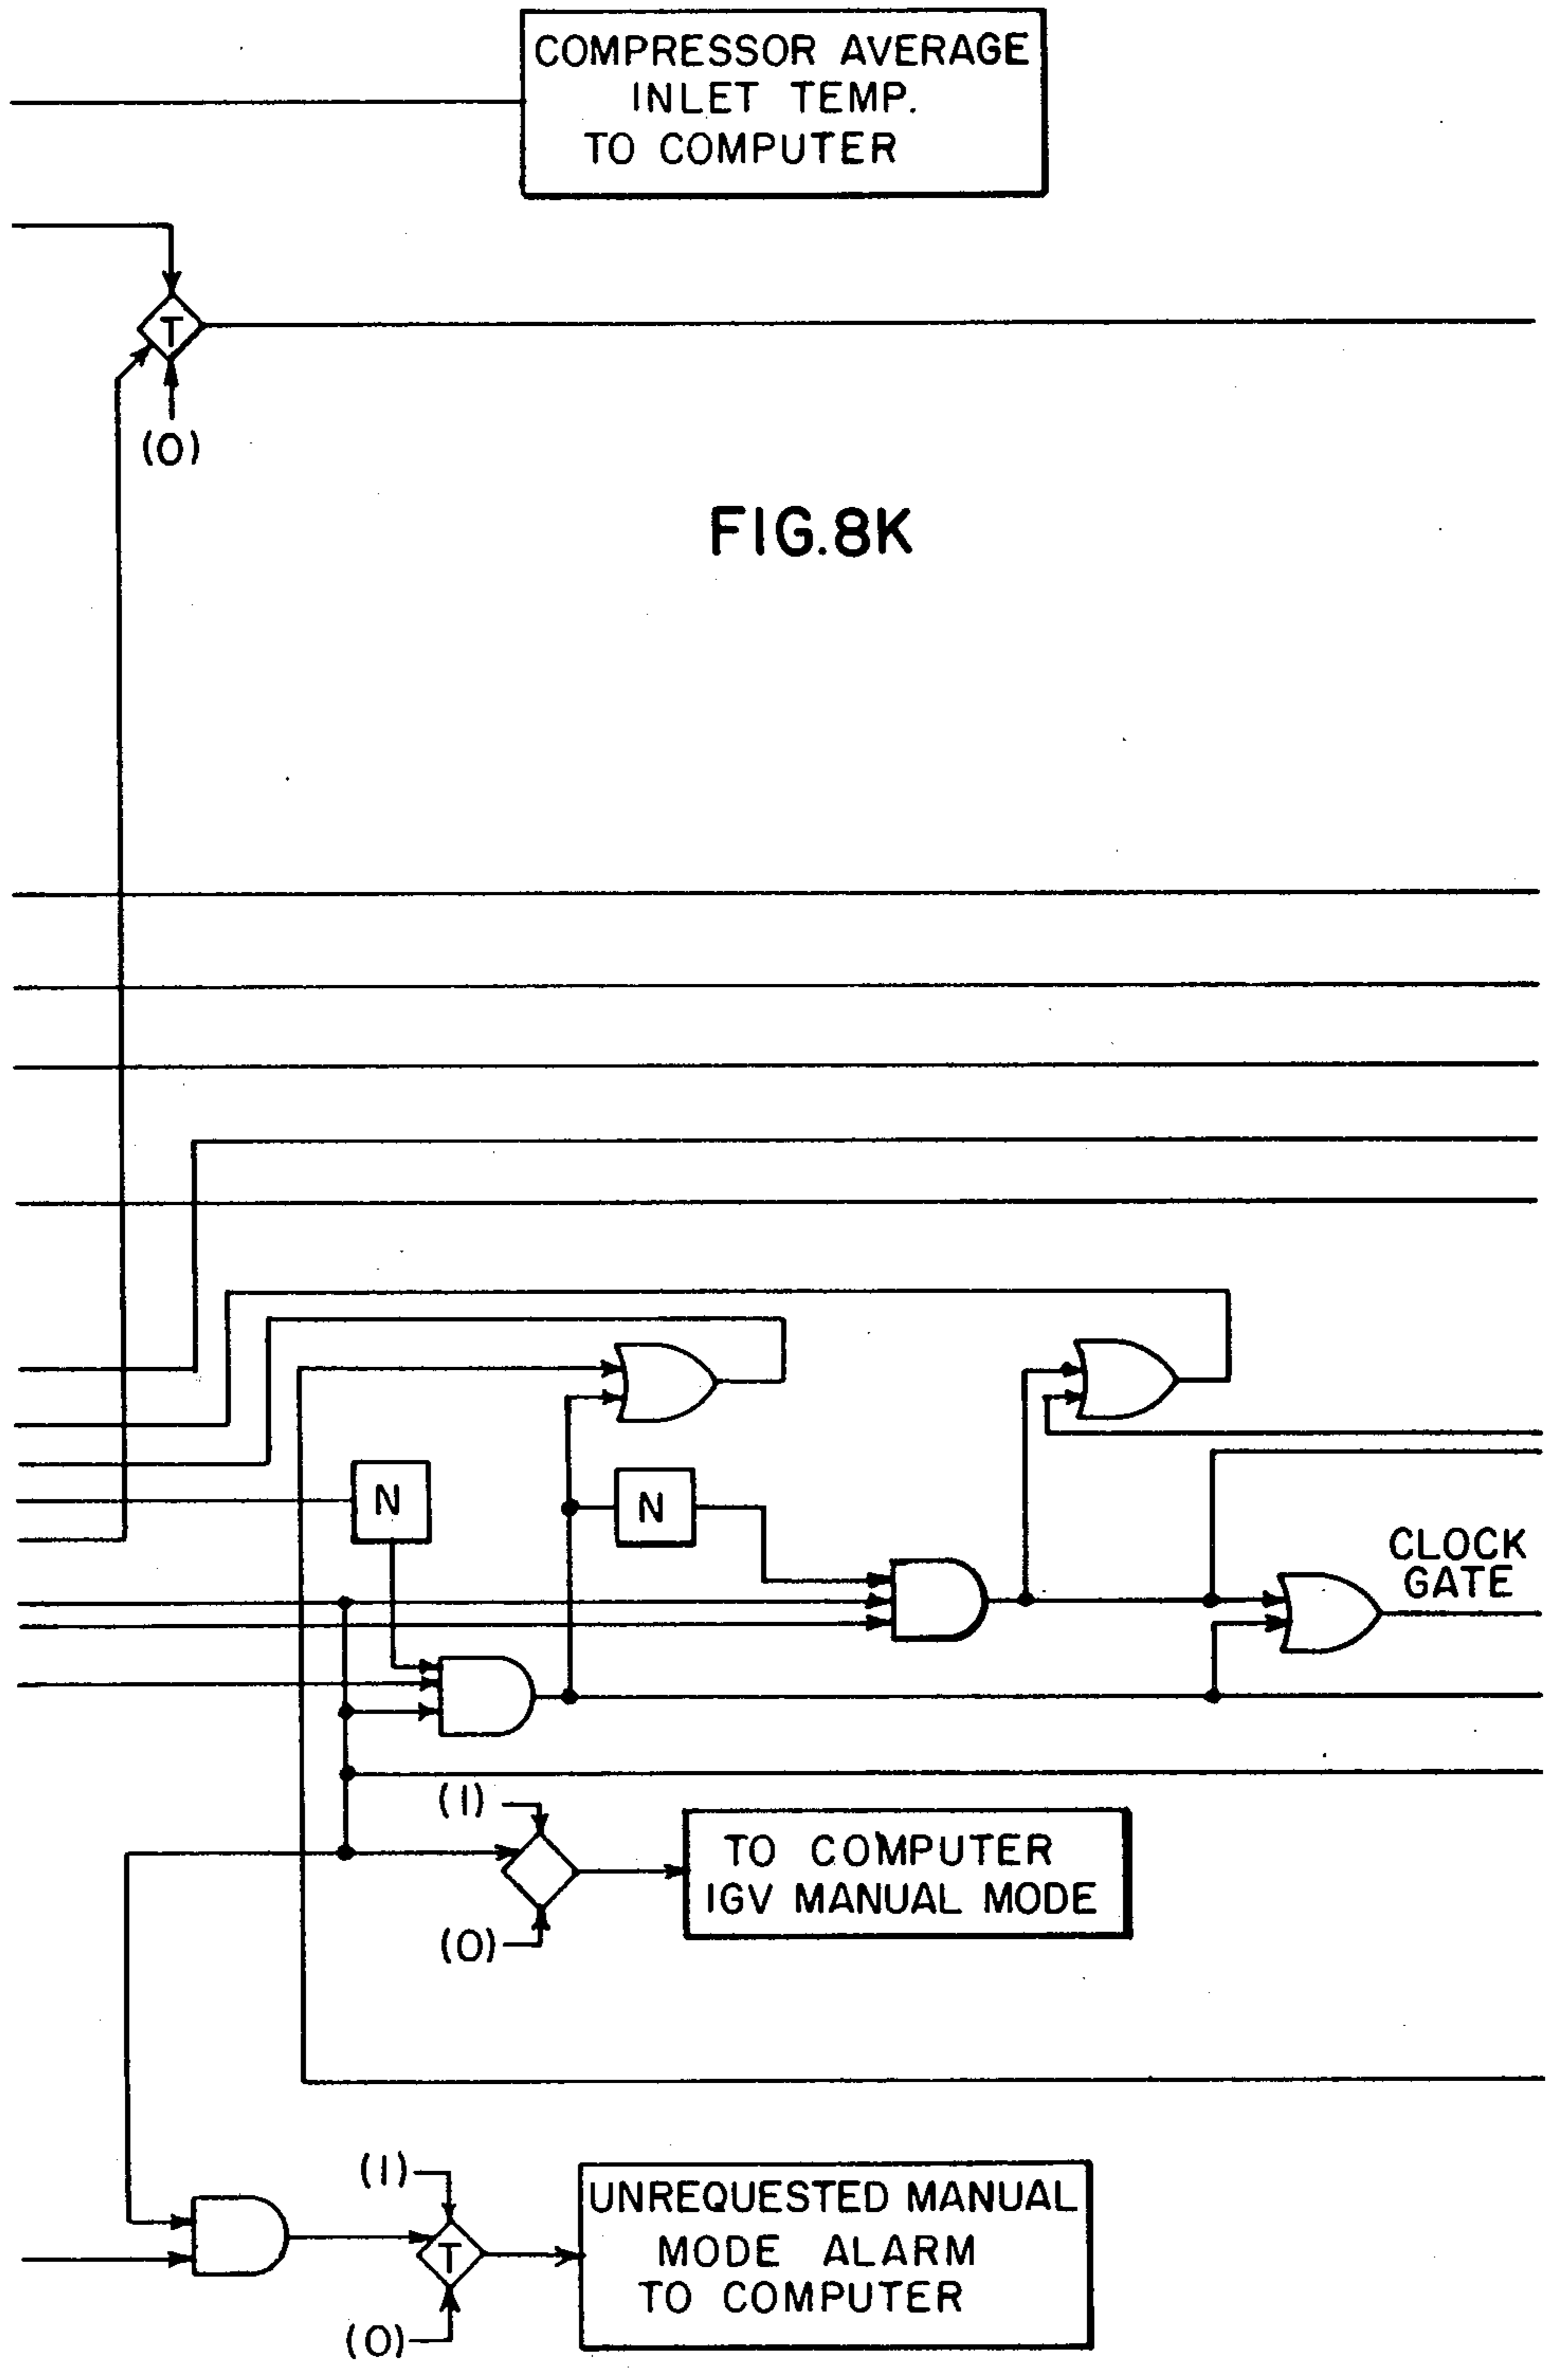 COMPRESSOR AVERAGE
INLET TEMP.
TO COMPUTER
T
(0)
FIG.8K
N
N
CLOCK
GATE
(1)
TO COMPUTER
IGV MANUAL MODE
(0)
(1)
UNREQUESTED MANUAL
MODE ALARM
TO COMPUTER
T
(0)